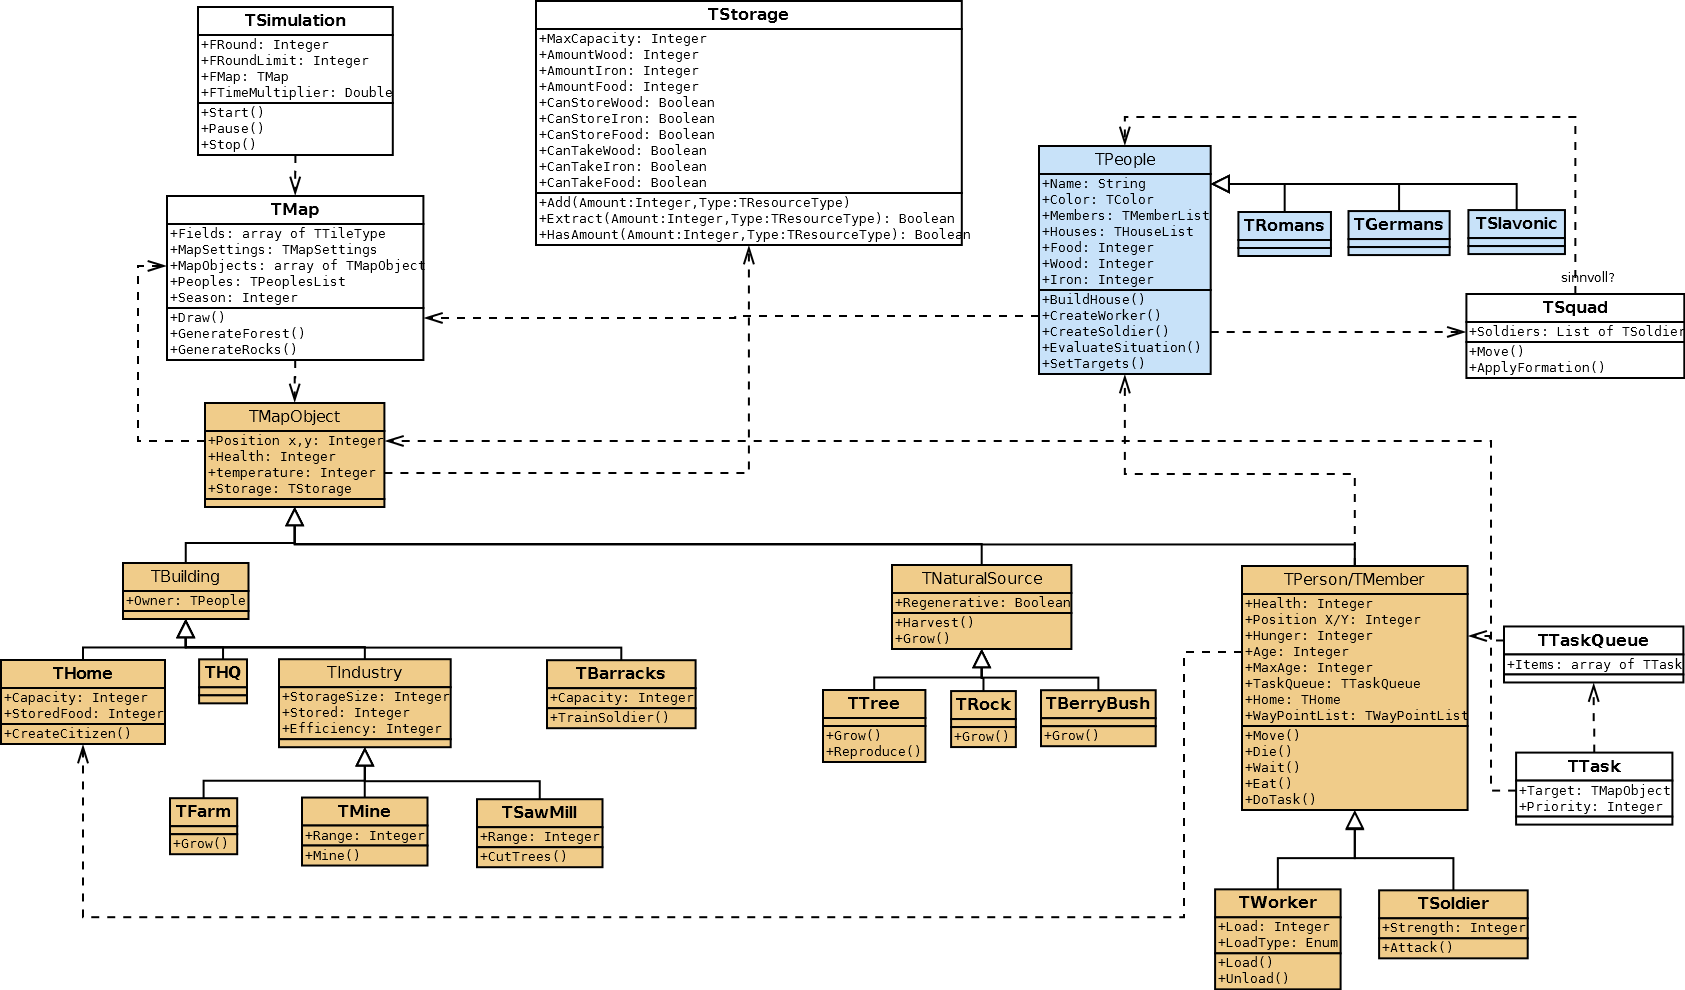 TSimulation
+FRound: Integer
+FRoundLimit: Integer
+FMap: TMap
+FTimeMultiplier: Double
+Start()
+Pause()
+Stop()
TStorage
+MaxCapacity: Integer
+AmountWood: Integer
+AmountIron: Integer
+AmountFood: Integer
+CanStoreWood: Boolean
+CanStoreIron: Boolean
+CanStoreFood: Boolean
+CanTakeWood: Boolean
+CanTakeIron: Boolean
+CanTakeFood: Boolean
+Add(Amount:Integer,Type:TResourceType)
+Extract(Amount:Integer,Type:TResourceType): Boolean
+HasAmount(Amount:Integer,Type:TResourceType): Boolean
TPeople
+Name: String
+Color: TColor
+Members: TMemberList
+Houses: THouseList
+Food: Integer
+Wood: Integer
+Iron: Integer
+BuildHouse()
+CreateWorker()
+CreateSoldier()
+EvaluateSituation()
+SetTargets()
TRomans
TGermans
TSlavonic
sinnvoll?
TSquad
+Soldiers: List of TSoldier
+Move()
+ApplyFormation()
TMap
+Fields: array of TTileType
+MapSettings: TMapSettings
+MapObjects: array of TMapObject
+Peoples: TPeoplesList
+Season: Integer
+Draw()
+GenerateForest()
+GenerateRocks()
TMapObject
+Position x,y: Integer
+Health: Integer
+temperature: Integer
+Storage: TStorage
TBuilding
+Owner: TPeople
TNaturalSource
+Regenerative: Boolean
+Harvest()
+Grow()
TPerson/TMember
+Health: Integer
+Position X/Y: Integer
+Hunger: Integer
+Age: Integer
+MaxAge: Integer
+TaskQueue: TTaskQueue
+Home: THome
+WayPointList: TWayPointList
+Move()
+Die()
+Wait()
+Eat()
+DoTask()
TTaskQueue
+Items: array of TTask
THome
+Capacity: Integer
+StoredFood: Integer
+CreateCitizen()
THQ
TIndustry
+StorageSize: Integer
+Stored: Integer
+Efficiency: Integer
TBarracks
+Capacity: Integer
+TrainSoldier()
TTree
+Grow()
+Reproduce()
TRock
+Grow()
TBerryBush
+Grow()
TTask
+Target: TMapObject
+Priority: Integer
TFarm
+Grow()
TMine
+Range: Integer
+Mine()
TSawMill
+Range: Integer
+CutTrees()
TWorker
+Load: Integer
+LoadType: Enum
+Load()
+Unload()
TSoldier
+Strength: Integer
+Attack()